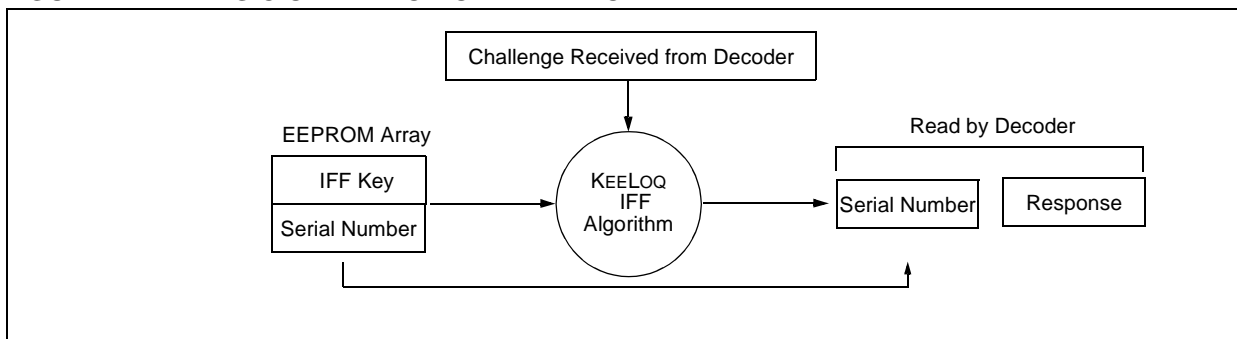 Challenge Received from Decoder
EEPROM Array
Read by Decoder
IFF Key
Serial Number
KEELOQ
IFF
Algorithm
Serial Number
Response